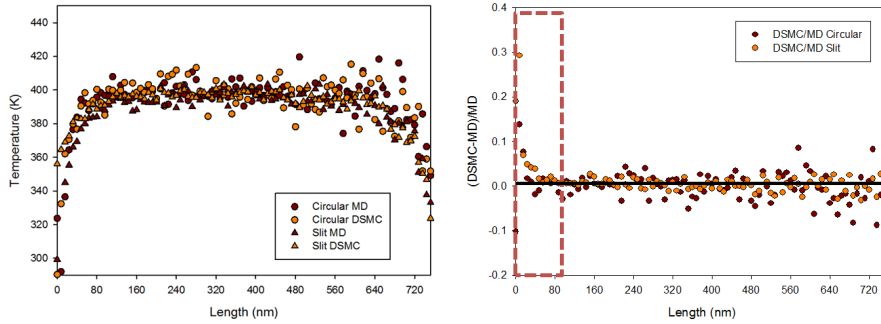 440
420
400
380
360
340
320
300
Temperature (K)
Circular MD
Circular DSMC
Slit MD
Slit DSMC
0 80 160 240 320 400 480 560 640 720
Length (nm)
0.4
0.3
0.2
0.1
0.0
0.1
-0.2
(DSMC-MD)/MD
DSMC/MD Circular
DSMC/MD Slit
0 80 160 240 320 400 480 560 640 720
Length (nm)